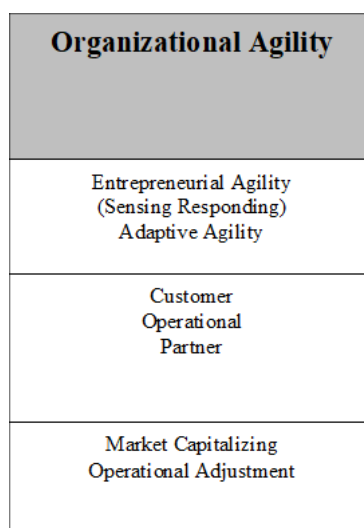 Organizational Agility
Entrepreneurial Agility
(Sensing Responding)
Adaptive Agility
Customer
Operational
Partner
Market Capitalizing
Operational Adjustment